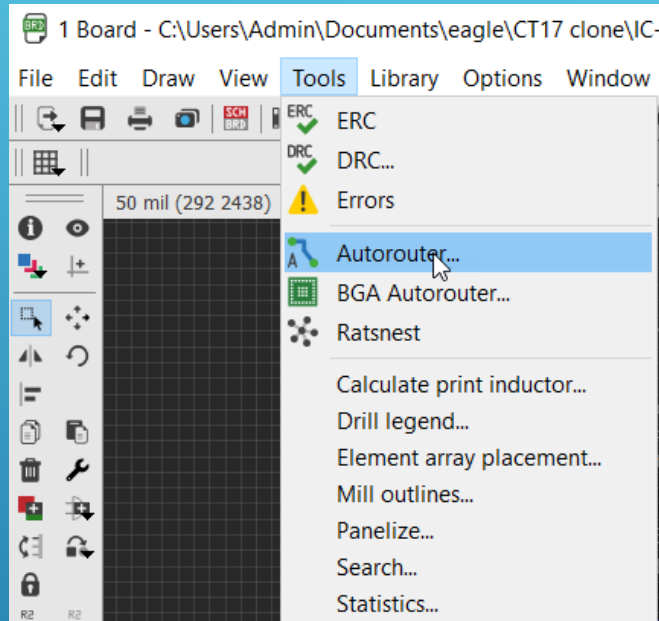 BRD 1 Board - C:\Users\Admin\Documents\eagle\CT17 clone\IC-
File Edit Draw View Tools Library Options Window
SCH
BRD
50 mil (292 2438)
ERC ERC
DRC DRC...
Errors
A Autorouter...
BGA Autorouter...
Ratsnest
Calculate print inductor...
Drill legend...
Element array placement...
Mill outlines...
Panelize...
Search...
Statistics...
R2 R2